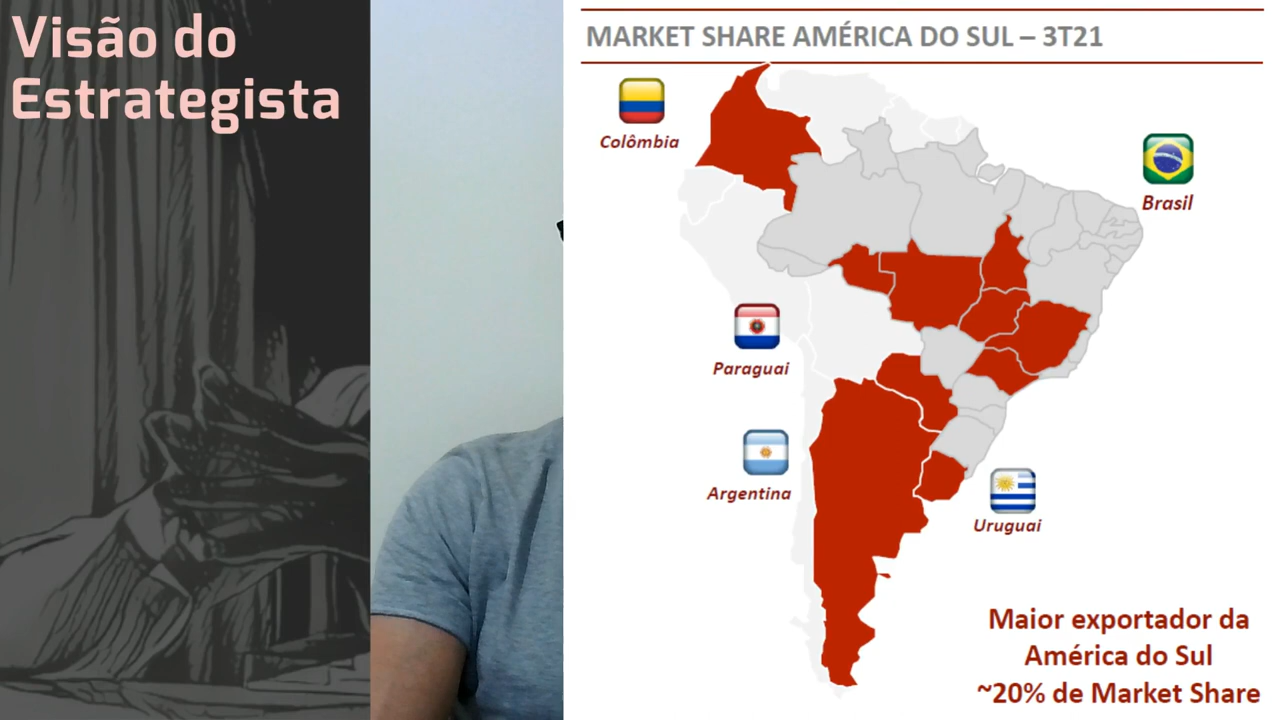 Visão do
Estrategista
MARKET SHARE AMÉRICA DO SUL – 3T21
Colômbia
Brasil
Paraguai
Argentina
Uruguai
Maior exportador da
América do Sul
~20% de Market Share